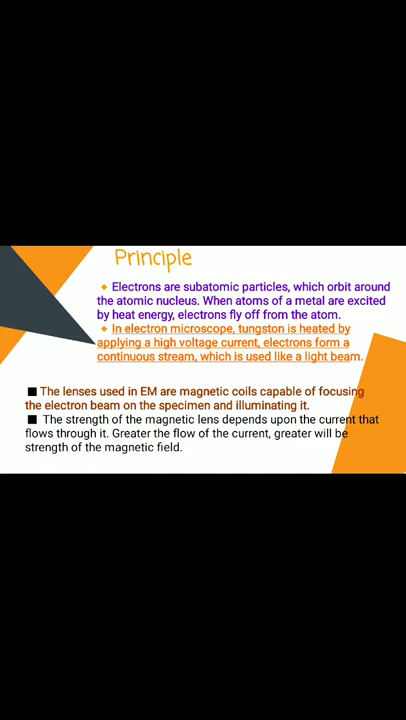 Principle
🔸 Electrons are subatomic particles, which orbit around
the atomic nucleus. When atoms of a metal are excited
by heat energy, electrons fly off from the atom.
🔸 In electron microscope, tungston is heated by
applying a high voltage current, electrons form a
continuous stream, which is used like a light beam.
■ The lenses used in EM are magnetic coils capable of focusing
the electron beam on the specimen and illuminating it.
■ The strength of the magnetic lens depends upon the current that
flows through it. Greater the flow of the current, greater will be
strength of the magnetic field.